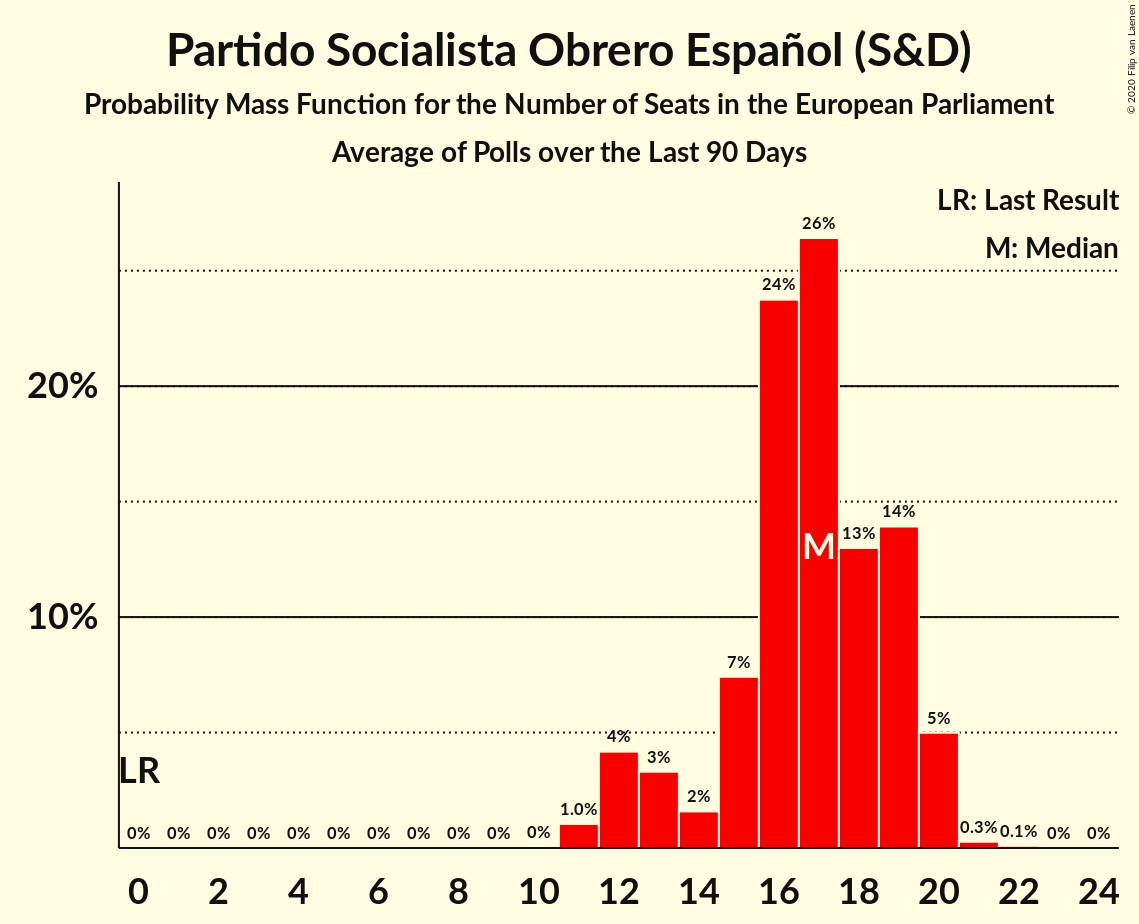 Partido Socialista Obrero Español (S&D)
Probability Mass Function for the Number of Seats in the European Parliament
Average of Polls over the Last 90 Days
© 2020 Filip van Laenen
LR: Last Result
M: Median
26%
24%
20%
14%
13%
M
10%
7%
5%
4%
3%
LR
2%
1.0%
0% 0% 0% 0% 0% 0% 0% 0% 0% 0% 0% 0.3% 0.1% 0% 0%
0 2 4 6 8 10 12 14 16 18 20 22 24